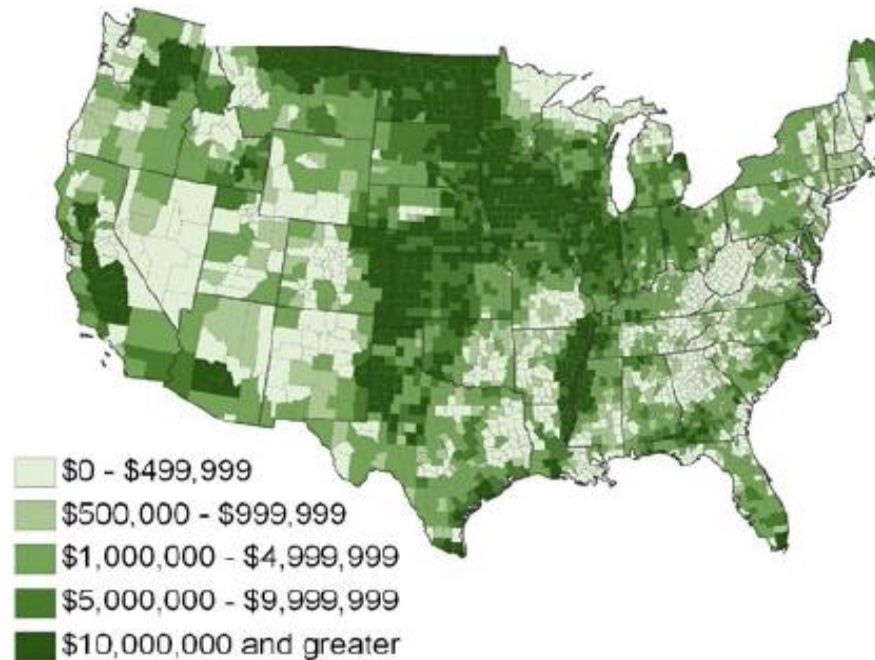 $0 - $499,999
$500,000 - $999,999
$1,000,000 - $4,999,999
$5,000,000 - $9,999,999
$10,000,000 and greater